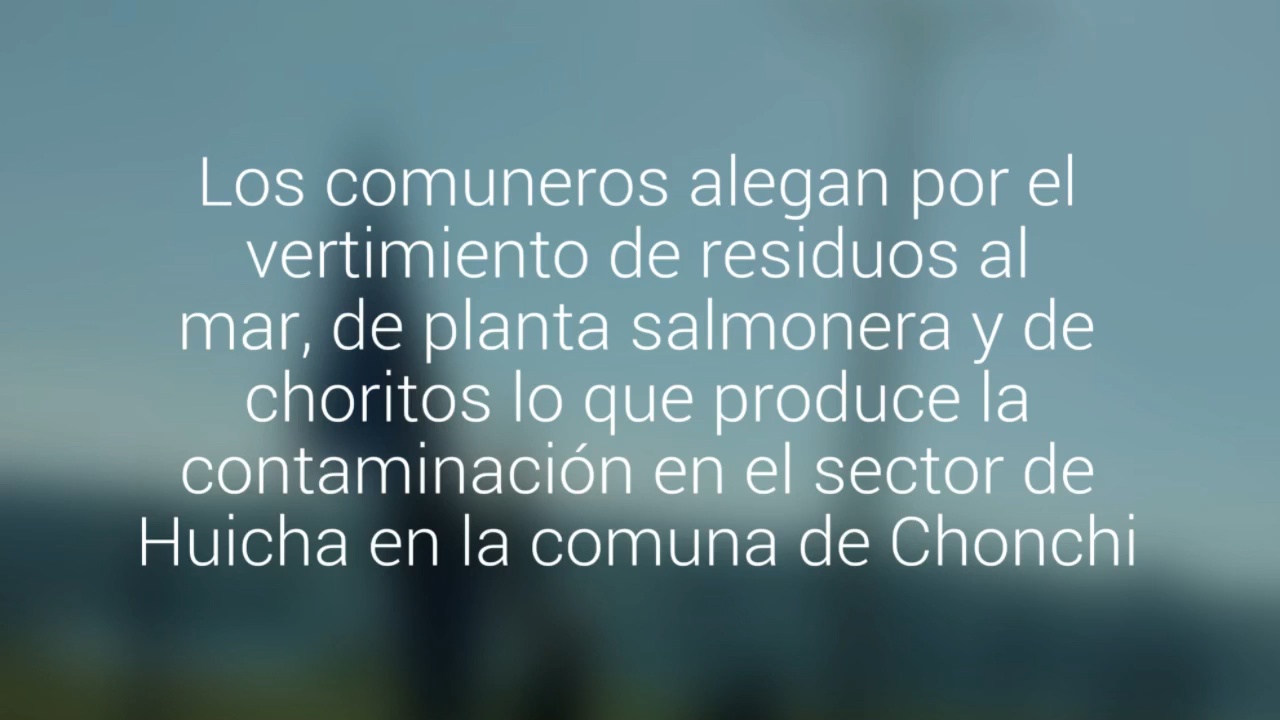 Los comuneros alegan por el
vertimiento de residuos al
mar, de planta salmonera y de
choritos lo que produce la
contaminación en el sector de
Huicha en la comuna de Chonchi